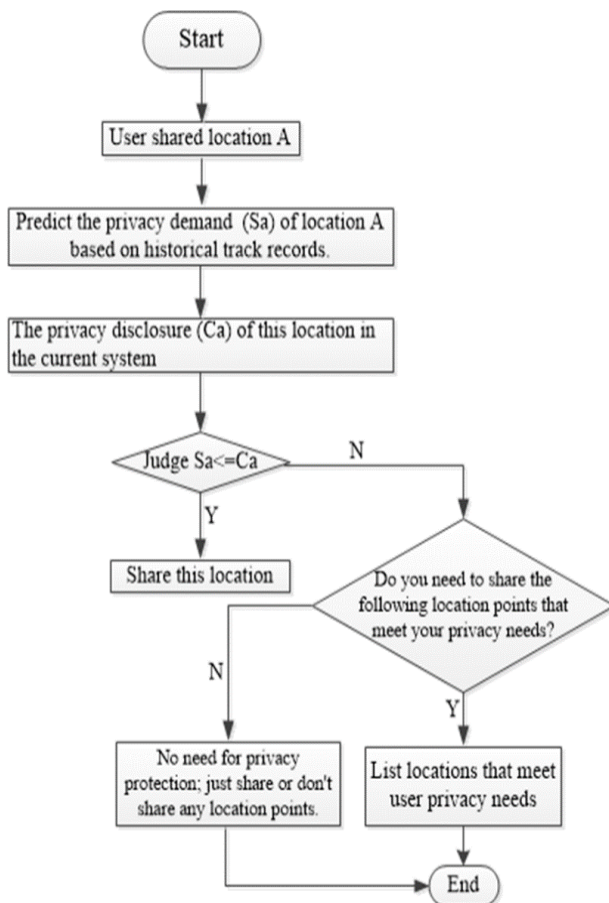 Start
User shared location A
Predict the privacy demand (Sa) of location A
based on historical track records.
The privacy disclosure (Ca) of this location in
the current system
Judge Sa<=Ca
N
Y
Share this location
Do you need to share the
following location points that
meet your privacy needs?
N
Y
No need for privacy
protection; just share or don't
share any location points.
List locations that meet
user privacy needs
End